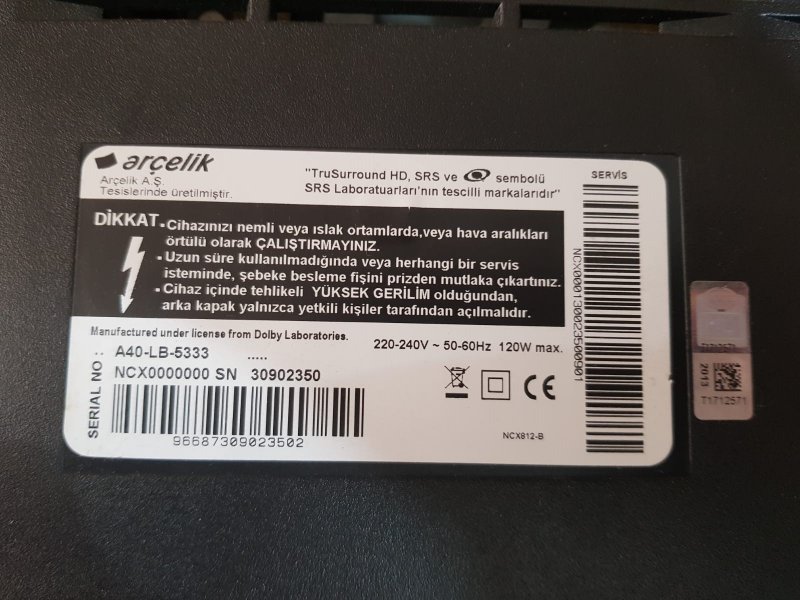 arçelik
Arçelik A.Ş.
Tesislerinde üretilmiştir.
"TruSurround HD, SRS ve sembolü
SRS Laboratuarları'nın tescilli markalarıdır"
SERVİS
DİKKAT
•Cihazınızı nemli veya ıslak ortamlarda,veya hava aralıkları
örtülü olarak ÇALIŞTIRMAYINIZ.
•Uzun süre kullanılmadığında veya herhangi bir servis
isteminde, şebeke besleme fişini prizden mutlaka çıkartınız.
•Cihaz içinde tehlikeli YÜKSEK GERİLİM olduğundan,
arka kapak yalnızca yetkili kişiler tarafından açılmalıdır.
Manufactured under license from Dolby Laboratories.
A40-LB-5333 .....
220-240V ~ 50-60Hz 120W max.
SERIAL NO :
NCX0000000 SN 30902350
96687309023502
CE
NCX812-B
NCX0001300235000901
2013
T1712571